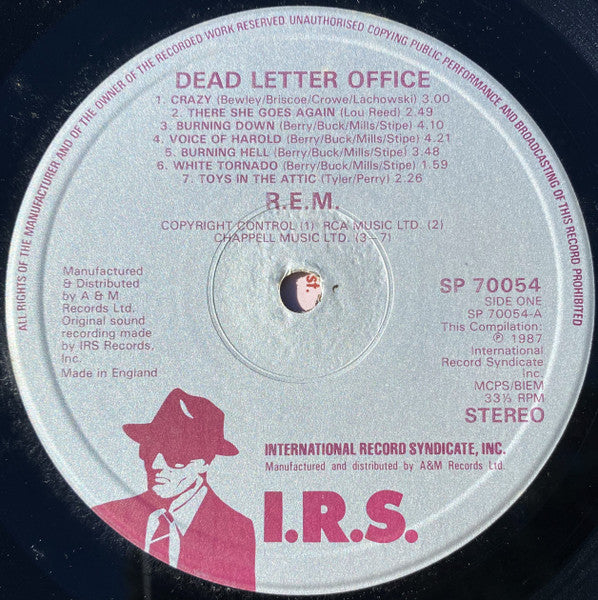 ALL RIGHTS OF THE MANUFACTURER AND OF THE OWNER OF THE RECORDED WORK RESERVED. UNAUTHORISED COPYING PUBLIC PERFORMANCE AND BROADCASTING OF THIS RECORD PROHIBITED
DEAD LETTER OFFICE
1. CRAZY (Bewley/Briscoe/Crowe/Lachowski) 3.00
2. THERE SHE GOES AGAIN (Lou Reed) 2.49
3. BURNING DOWN (Berry/Buck/Mills/Stipe) 4.10
4. VOICE OF HAROLD (Berry/Buck/Mills/Stipe) 4.21
5. BURNING HELL (Berry/Buck/Mills/Stipe) 3.48
6. WHITE TORNADO (Berry/Buck/Mills/Stipe) 1.59
7. TOYS IN THE ATTIC (Tyler/Perry) 2.26
R.E.M.
COPYRIGHT CONTROL (1) RCA MUSIC LTD. (2)
CHAPPELL MUSIC LTD. (3-7)
Manufactured
& Distributed
by A & M
Records Ltd.
Original sound
recording made
by IRS Records,
Inc.
Made in England
st.
SP 70054
SIDE ONE
SP 70054-A
This Compilation:
℗ 1987
International
Record Syndicate
Inc.
MCPS/BIEM
33⅓ RPM
STEREO
INTERNATIONAL RECORD SYNDICATE, INC.
Manufactured and distributed by A&M Records Ltd.
I.R.S.